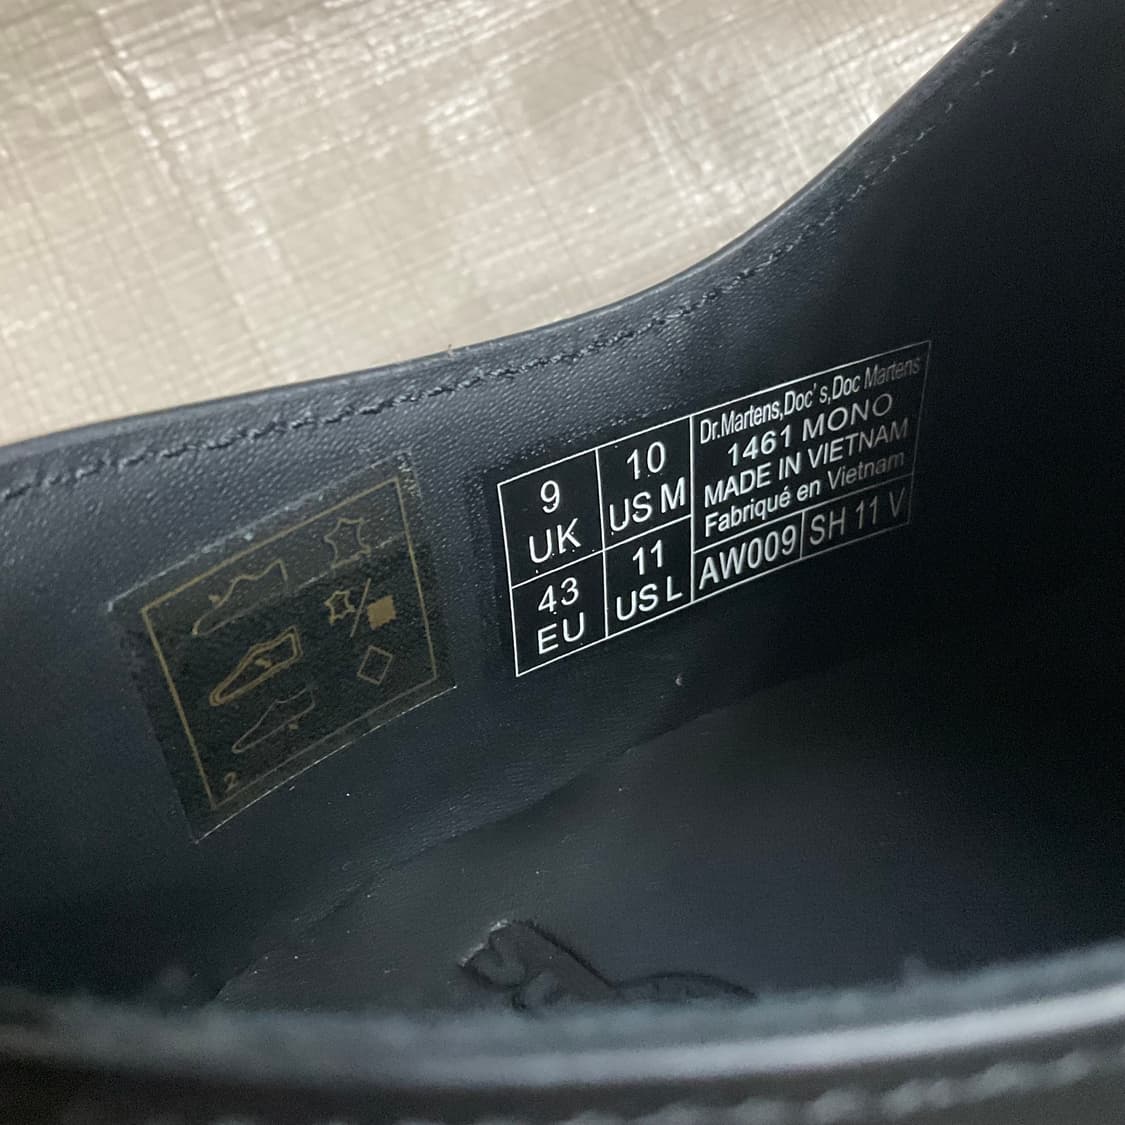 9
UK
10
US M
43
EU
11
US L
Dr.Martens,Doc's,Doc Martens
1461 MONO
MADE IN VIETNAM
Fabriqué en Vietnam
AW009 SH 11 V
2